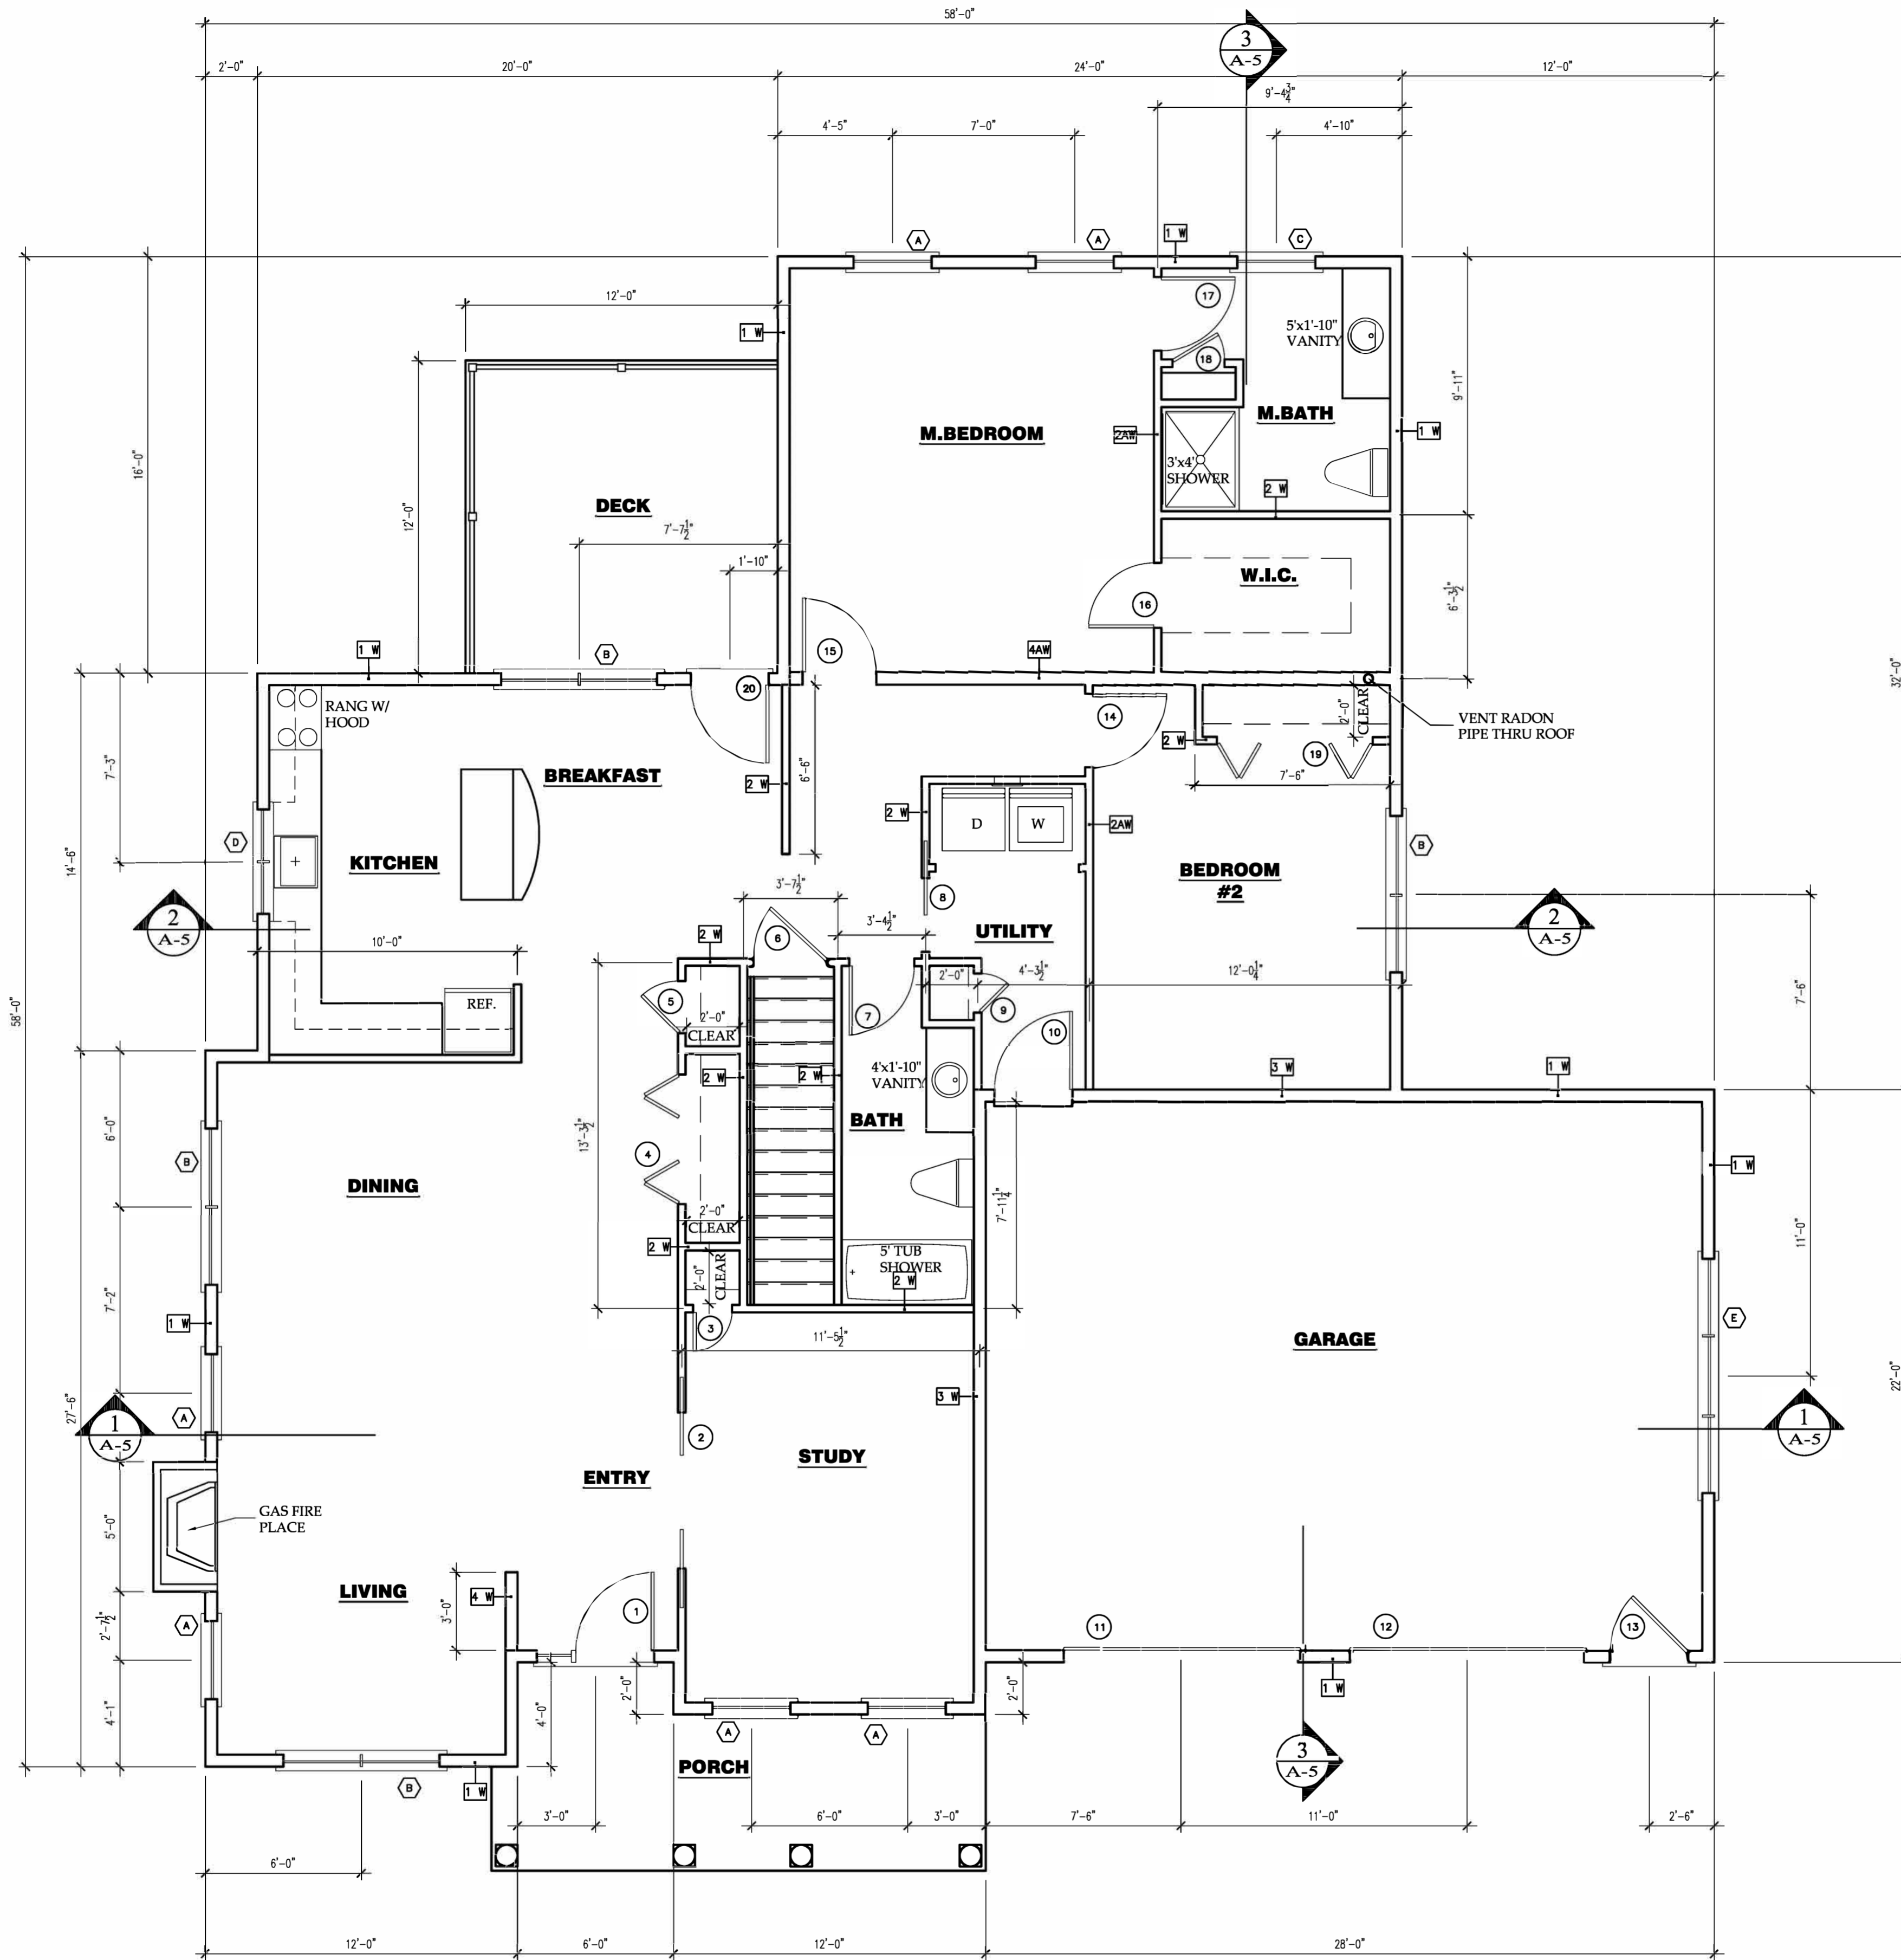 58'-0"
3
A-5
2'-0"
20'-0"
24'-0"
12'-0"
9'-4¾"
4'-5"
7'-0"
4'-10"
A
A
1 W
C
12'-0"
1 W
17
5'x1'-10"
VANITY
18
M.BATH
M.BEDROOM
2AW
1 W
9'-11"
16'-0"
3'x4'
SHOWER
2 W
DECK
12'-0"
7'-7½"
1'-10"
W.I.C.
16
6'-3½"
1 W
B
15
4AW
32'-0"
20
RANG W/
HOOD
14
2 W
2'-0"
CLEAR
19
VENT RADON
PIPE THRU ROOF
7'-3"
BREAKFAST
2 W
6'-6"
7'-6"
2 W
D
W
2AW
D
KITCHEN
B
14'-6"
BEDROOM
#2
3'-7½"
8
2
A-5
3'-4½"
2
A-5
6
UTILITY
10'-0"
2 W
2'-0"
4'-3½"
12'-0¼"
7'-6"
REF.
5
2'-0"
CLEAR
7
9
10
58'-0"
2 W
2 W
4'x1'-10"
VANITY
3 W
1 W
BATH
6'-0"
13'-3½"
B
4
1 W
DINING
7'-11¼"
2'-0"
CLEAR
11'-0"
2 W
2'-0"
CLEAR
5' TUB
SHOWER
2 W
7'-2"
1 W
3
11'-5½"
GARAGE
E
22'-0"
27'-6"
3 W
A
1
A-5
2
1
A-5
STUDY
ENTRY
GAS FIRE
PLACE
5'-0"
LIVING
4 W
3'-0"
1
2'-7½"
A
11
12
13
2'-0"
2'-0"
1 W
4'-1"
4'-0"
A
A
3
A-5
PORCH
B
1 W
3'-0"
6'-0"
3'-0"
7'-6"
11'-0"
2'-6"
6'-0"
12'-0"
6'-0"
12'-0"
28'-0"